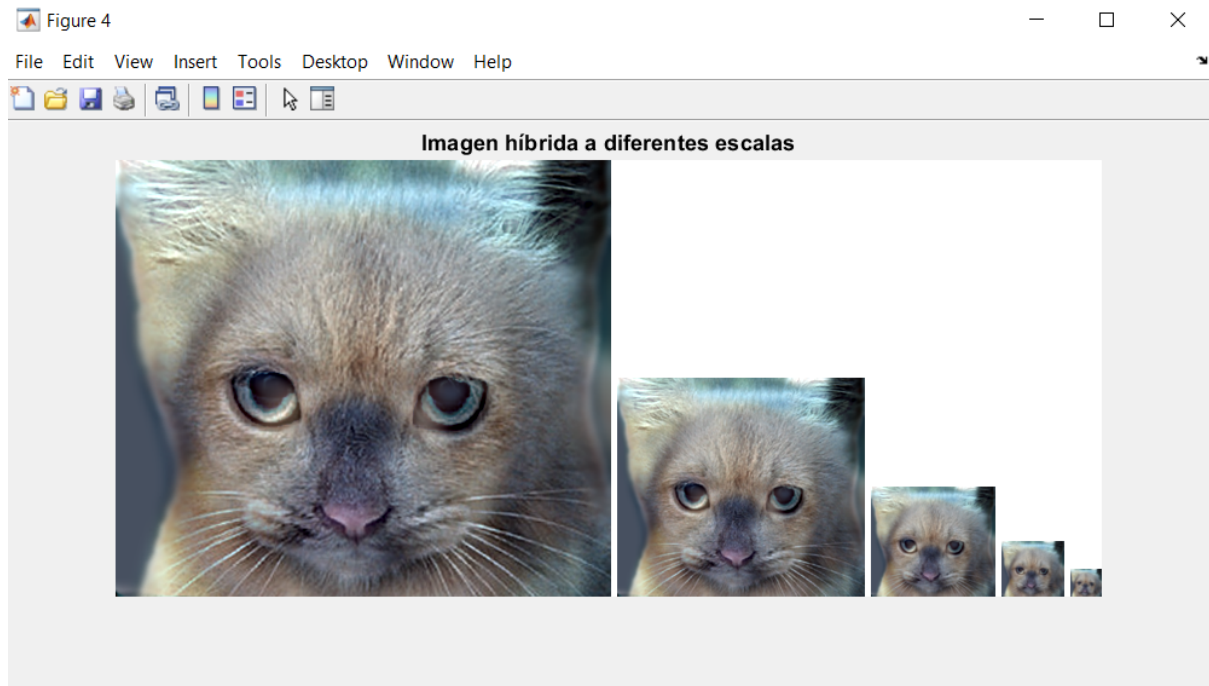 Figure 4
File Edit View Insert Tools Desktop Window Help
Imagen híbrida a diferentes escalas